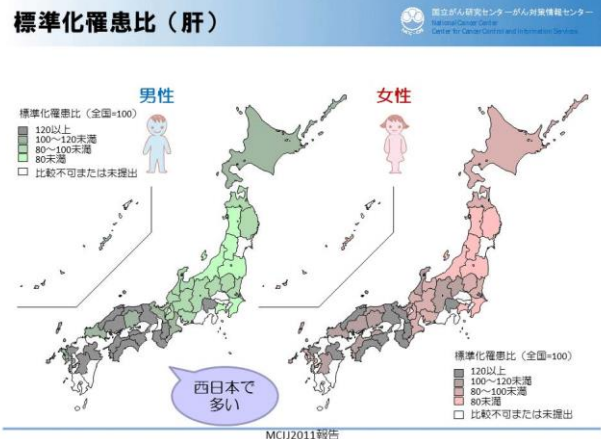 標準化罹患比（肝）
国立がん研究センターがん対策情報センター
National Cancer Center
Center for Cancer Control and Information Services
男性
女性
標準化罹患比（全国=100）
120以上
100～120未満
80～100未満
80未満
比較不可または未提出
標準化罹患比（全国=100）
120以上
100～120未満
80～100未満
80未満
比較不可または未提出
西日本で
多い
MCIJ2011報告